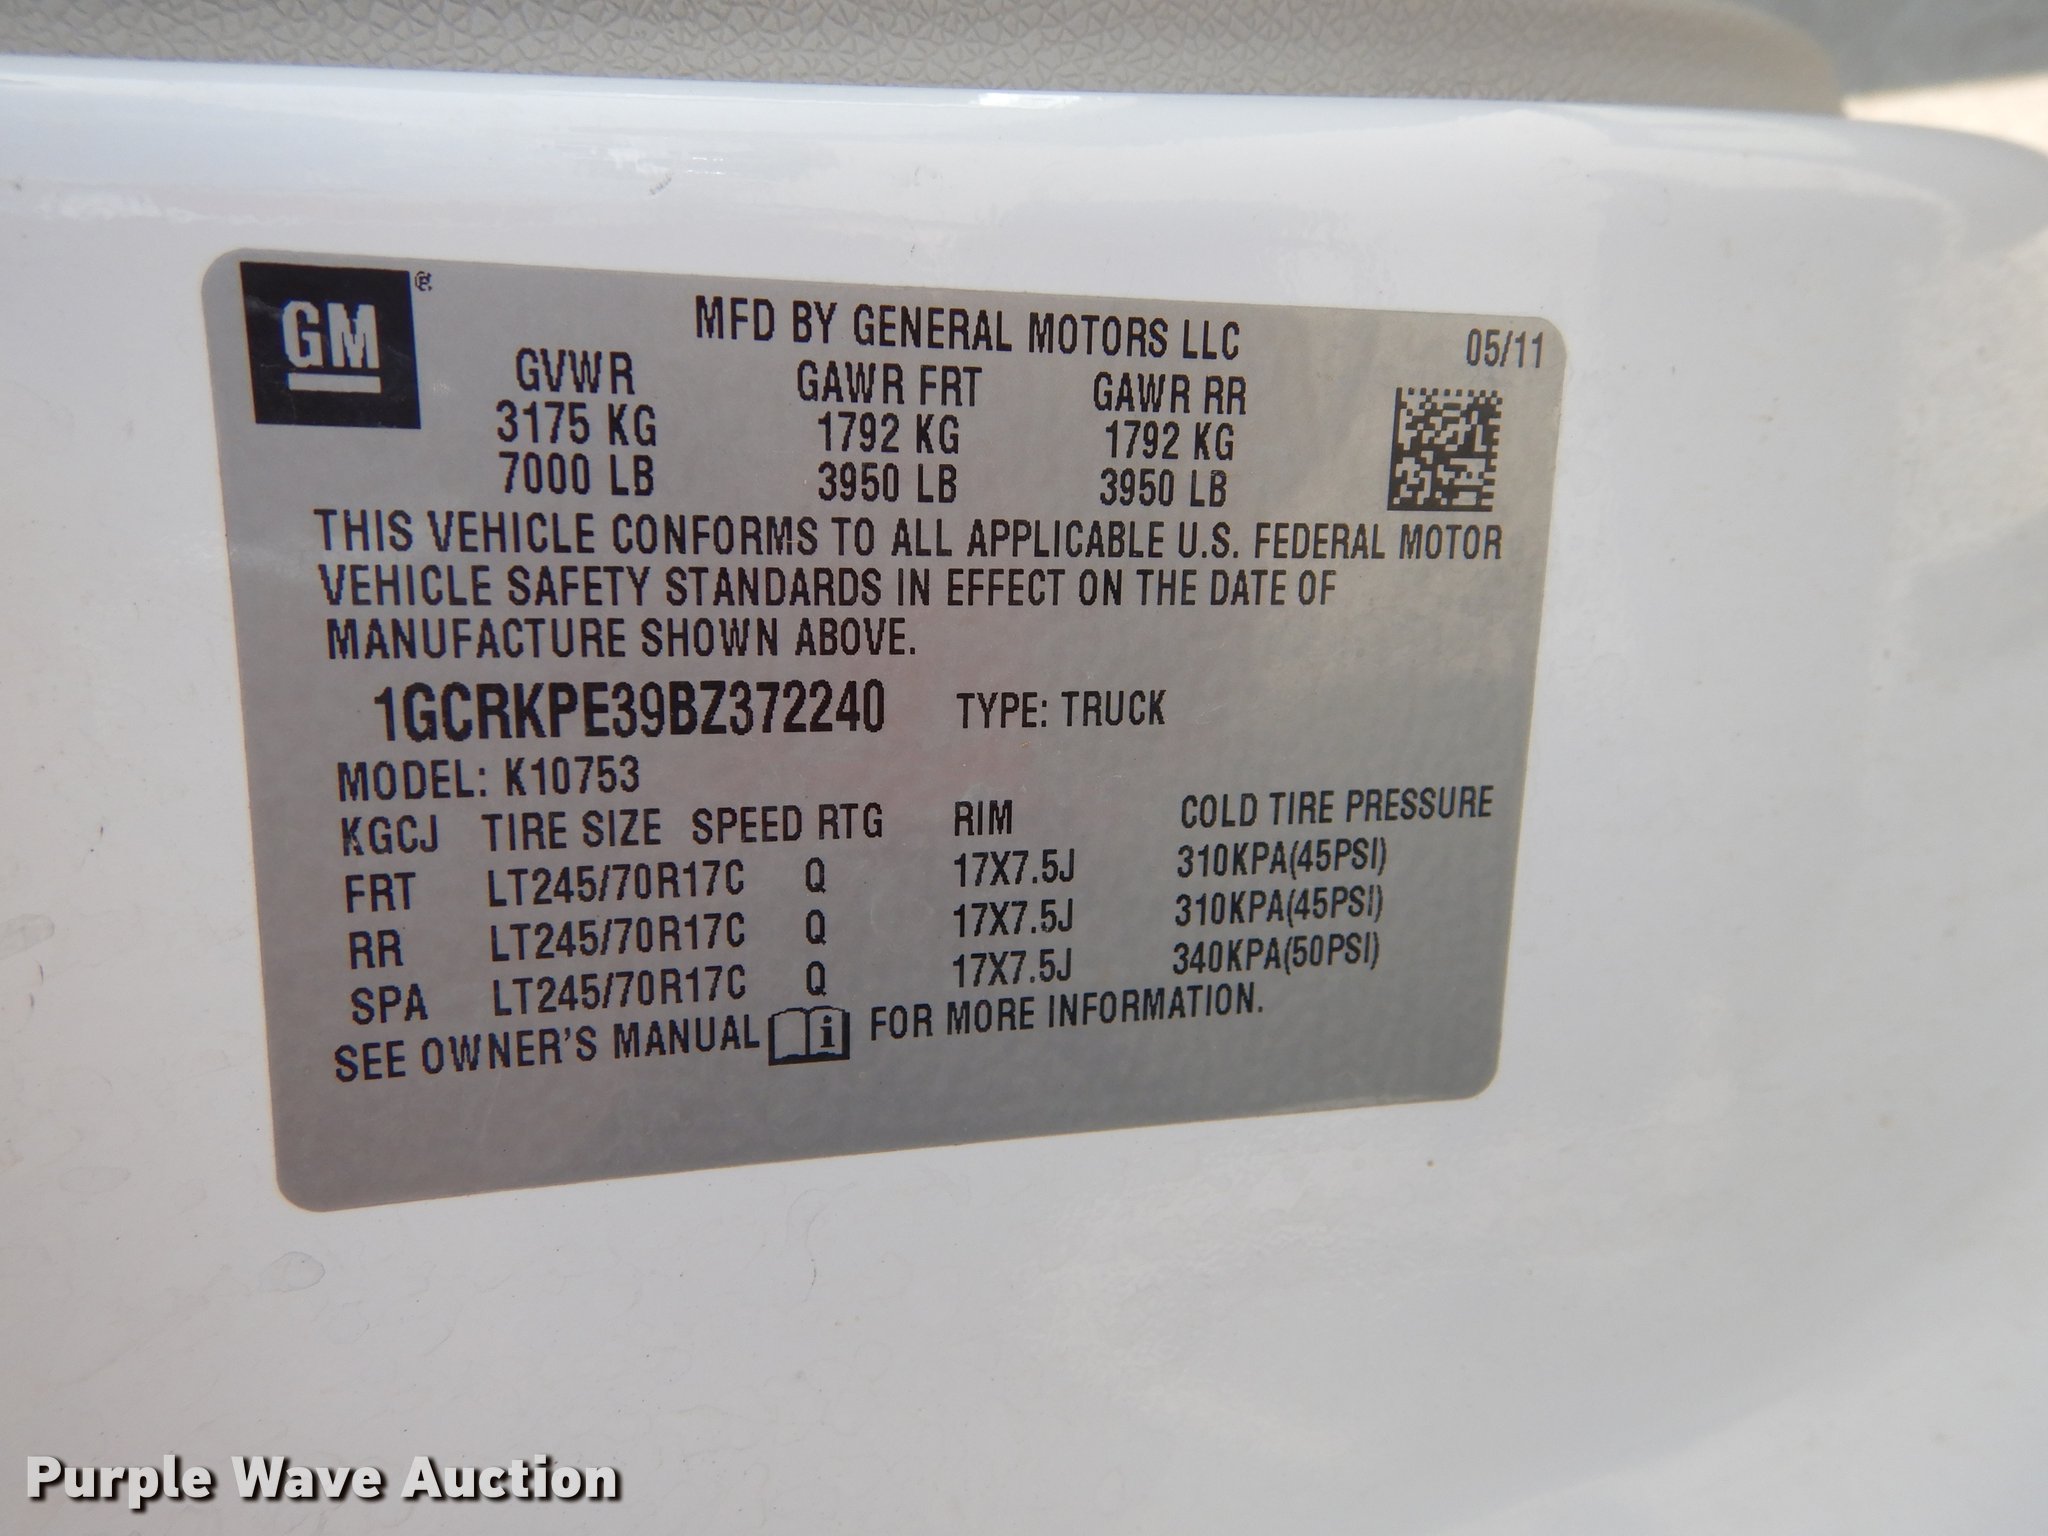 GM ®
MFD BY GENERAL MOTORS LLC 05/11
GVWR GAWR FRT GAWR RR
3175 KG 1792 KG 1792 KG
7000 LB 3950 LB 3950 LB
THIS VEHICLE CONFORMS TO ALL APPLICABLE U.S. FEDERAL MOTOR
VEHICLE SAFETY STANDARDS IN EFFECT ON THE DATE OF
MANUFACTURE SHOWN ABOVE.
1GCRKPE39BZ372240 TYPE: TRUCK
MODEL: K10753
KGCJ TIRE SIZE SPEED RTG RIM COLD TIRE PRESSURE
FRT LT245/70R17C Q 17X7.5J 310KPA(45PSI)
RR LT245/70R17C Q 17X7.5J 310KPA(45PSI)
SPA LT245/70R17C Q 17X7.5J 340KPA(50PSI)
SEE OWNER'S MANUAL i FOR MORE INFORMATION.
Purple Wave Auction